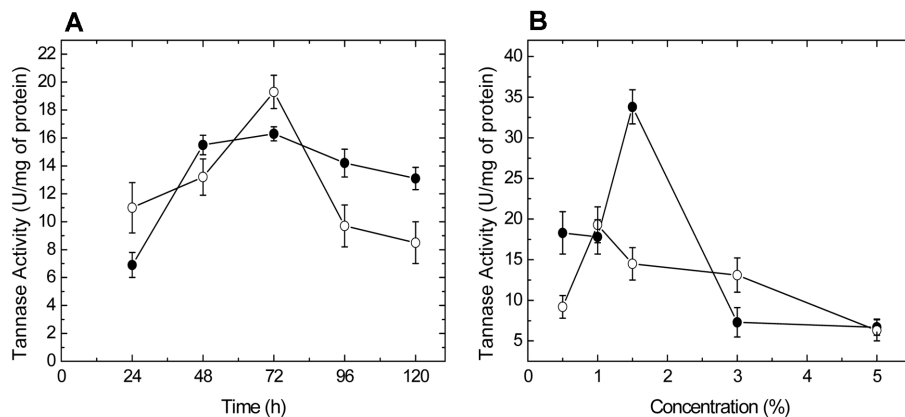 A
Tannase Activity (U/mg of protein)
22
20
18
16
14
12
10
8
6
4
2
0
0 24 48 72 96 120
Time (h)
B
Tannase Activity (U/mg of protein)
40
35
30
25
20
15
10
5
0 1 3 5
Concentration (%)